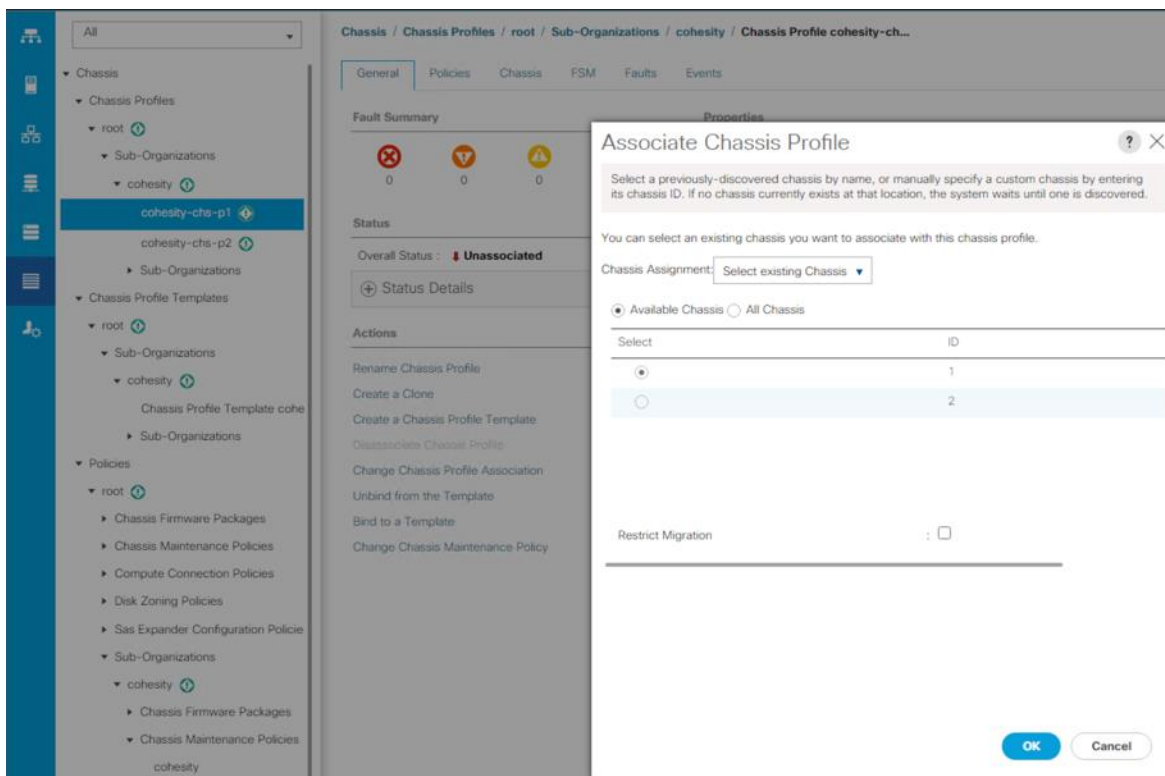 All
Chassis
Chassis Profiles
root
Sub-Organizations
cohesity
cohesity-chs-p1
cohesity-chs-p2
Sub-Organizations
Chassis Profile Templates
root
Sub-Organizations
cohesity
Chassis Profile Template cohe
Sub-Organizations
Policies
root
Chassis Firmware Packages
Chassis Maintenance Policies
Compute Connection Policies
Disk Zoning Policies
Sas Expander Configuration Policie
Sub-Organizations
cohesity
Chassis Firmware Packages
Chassis Maintenance Policies
cohesity
Chassis / Chassis Profiles / root / Sub-Organizations / cohesity / Chassis Profile cohesity-ch...
General Policies Chassis FSM Faults Events
Fault Summary
0 0 0
Properties
Status
Overall Status : Unassociated
Status Details
Actions
Rename Chassis Profile
Create a Clone
Create a Chassis Profile Template
Disassociate Chassis Profile
Change Chassis Profile Association
Unbind from the Template
Bind to a Template
Change Chassis Maintenance Policy
Associate Chassis Profile ? ×
Select a previously-discovered chassis by name, or manually specify a custom chassis by entering
its chassis ID. If no chassis currently exists at that location, the system waits until one is discovered.
You can select an existing chassis you want to associate with this chassis profile.
Chassis Assignment: Select existing Chassis
Available Chassis All Chassis
Select ID
1
2
Restrict Migration :
OK Cancel